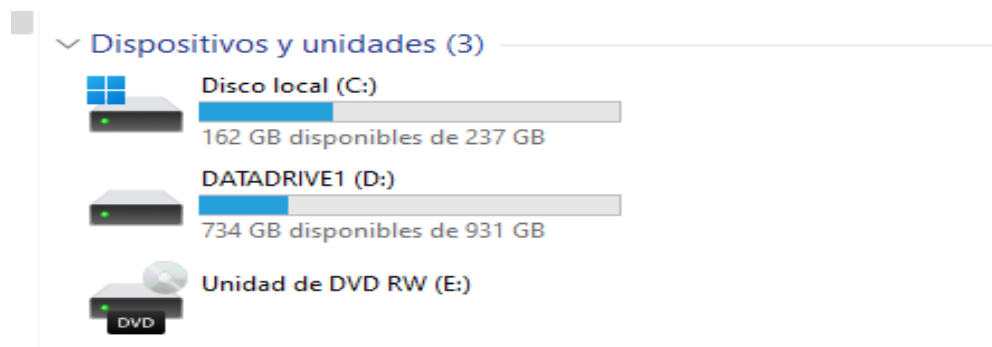 Dispositivos y unidades (3)
Disco local (C:)
162 GB disponibles de 237 GB
DATADRIVE1 (D:)
734 GB disponibles de 931 GB
Unidad de DVD RW (E:)
DVD